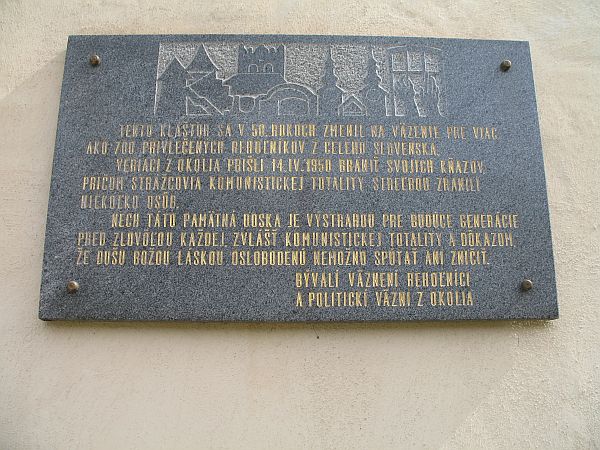 TENTO KLÁŠTOR SA V 50. ROKOCH ZMENIL NA VÄZENIE PRE VIAC
AKO 700 PRIVLEČENÝCH REHOĽNÍKOV Z CELÉHO SLOVENSKA.
VERIACI Z OKOLIA PRIŠLI 14.IV.1950 BRÁNIŤ SVOJICH KŇAZOV,
PRIČOM STRÁŽCOVIA KOMUNISTICKEJ TOTALITY STREĽBOU ZRANILI
NIEKOĽKO OSÔB.
NECH TÁTO PAMÄTNÁ DOSKA JE VÝSTRAHOU PRE BUDÚCE GENERÁCIE
PRED ZLOVÔĽOU KAŽDEJ, ZVLÁŠŤ KOMUNISTICKEJ TOTALITY A DÔKAZOM,
ŽE DUŠU BOŽOU LÁSKOU OSLOBODENÚ NEMOŽNO SPÚTAŤ ANI ZNIČIŤ.
BÝVALÍ VÄZNENÍ REHOĽNÍCI
A POLITICKÍ VÄZNI Z OKOLIA